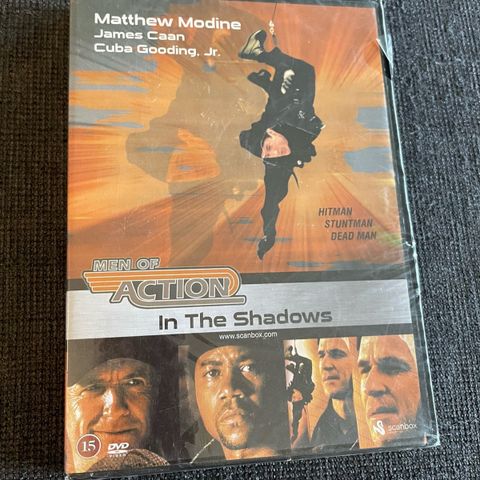 Matthew Modine
James Caan
Cuba Gooding, Jr.
HITMAN
STUNTMAN
DEAD MAN
MEN OF
ACTION
In The Shadows
www.scanbox.com
15
DVD
VIDEO
scanbox